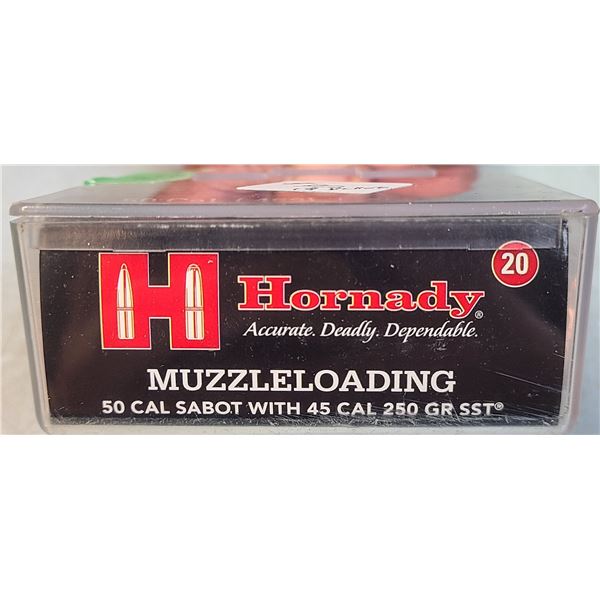 H Hornady®
20
Accurate. Deadly. Dependable.
MUZZLELOADING
50 CAL SABOT WITH 45 CAL 250 GR SST®